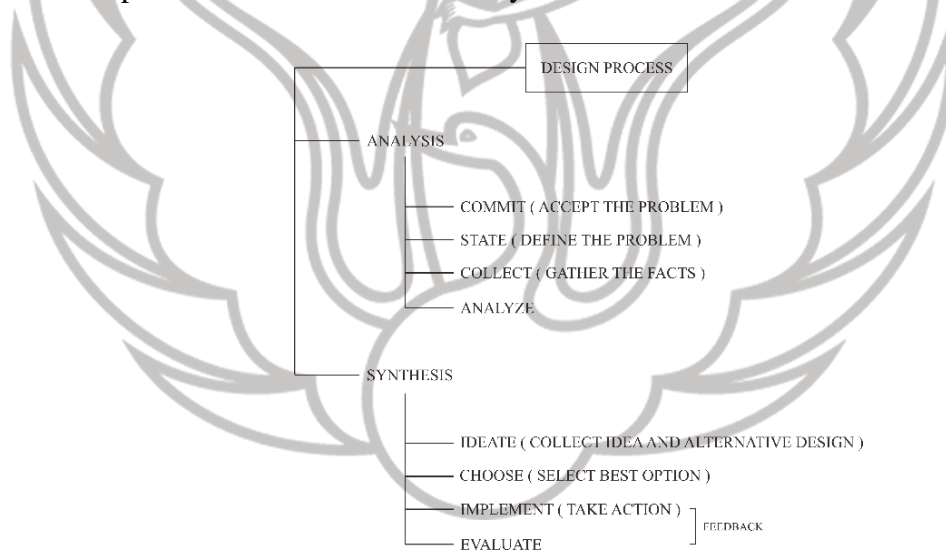 DESIGN PROCESS
ANALYSIS
COMMIT ( ACCEPT THE PROBLEM )
STATE ( DEFINE THE PROBLEM )
COLLECT ( GATHER THE FACTS )
ANALYZE
SYNTHESIS
IDEATE ( COLLECT IDEA AND ALTERNATIVE DESIGN )
CHOOSE ( SELECT BEST OPTION )
IMPLEMENT ( TAKE ACTION )
FEEDBACK
EVALUATE